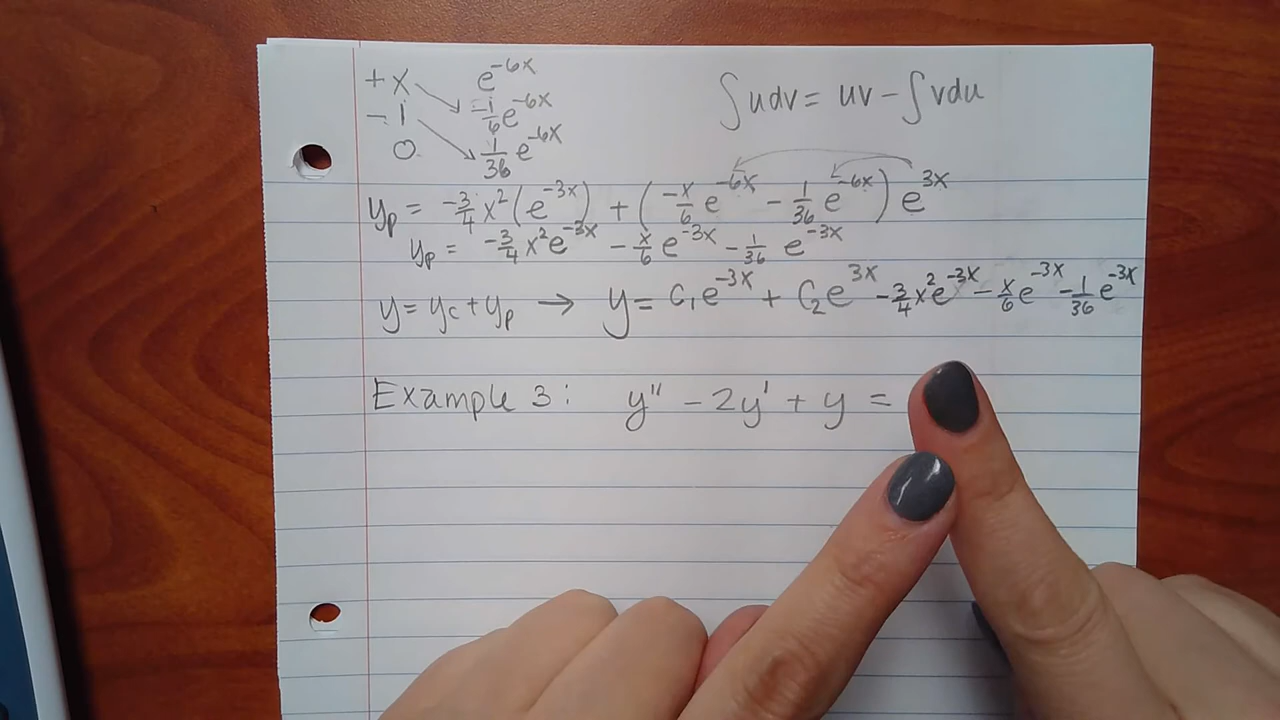 + x e^{-6x}
- 1 -1/6 e^{-6x}
0 1/36 e^{-6x}
∫udv = uv - ∫vdu
y_p = -3/4 x^2 (e^{-3x}) + (-x/6 e^{-6x} - 1/36 e^{-6x}) e^{3x}
y_p = -3/4 x^2 e^{-3x} - x/6 e^{-3x} - 1/36 e^{-3x}
y = y_c + y_p → y = C_1 e^{-3x} + C_2 e^{3x} - 3/4 x^2 e^{-3x} - x/6 e^{-3x} - 1/36 e^{-3x}
Example 3: y'' - 2y' + y =